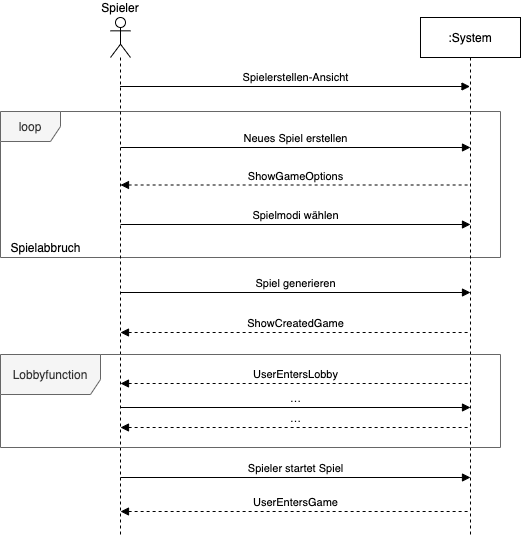 Spieler
:System
Spielerstellen-Ansicht
loop
Neues Spiel erstellen
ShowGameOptions
Spielmodi wählen
Spielabbruch
Spiel generieren
ShowCreatedGame
Lobbyfunction
UserEntersLobby
...
...
Spieler startet Spiel
UserEntersGame